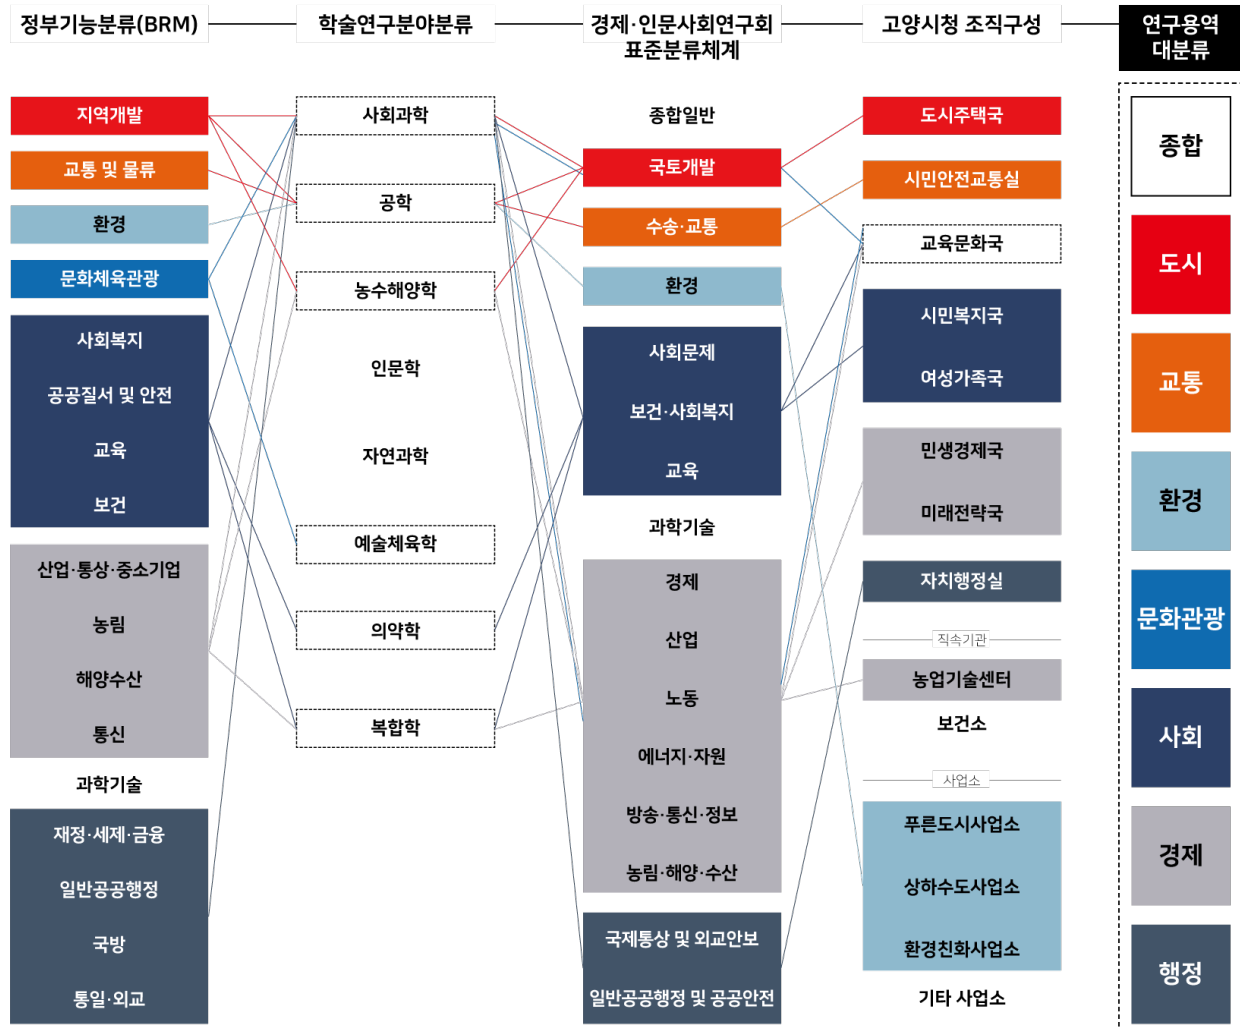 정부기능분류(BRM)
학술연구분야분류
경제·인문사회연구회
표준분류체계
고양시청 조직구성
연구용역
대분류
지역개발
교통 및 물류
환경
문화체육관광
사회복지
공공질서 및 안전
교육
보건
산업·통상·중소기업
농림
해양수산
통신
과학기술
재정·세제·금융
일반공공행정
국방
통일·외교
사회과학
공학
농수해양학
인문학
자연과학
예술체육학
의약학
복합학
종합일반
국토개발
수송·교통
환경
사회문제
보건·사회복지
교육
과학기술
경제
산업
노동
에너지·자원
방송·통신·정보
농림·해양·수산
국제통상 및 외교안보
일반공공행정 및 공공안전
도시주택국
시민안전교통실
교육문화국
시민복지국
여성가족국
민생경제국
미래전략국
자치행정실
직속기관
농업기술센터
보건소
사업소
푸른도시사업소
상하수도사업소
환경친화사업소
기타 사업소
종합
도시
교통
환경
문화관광
사회
경제
행정